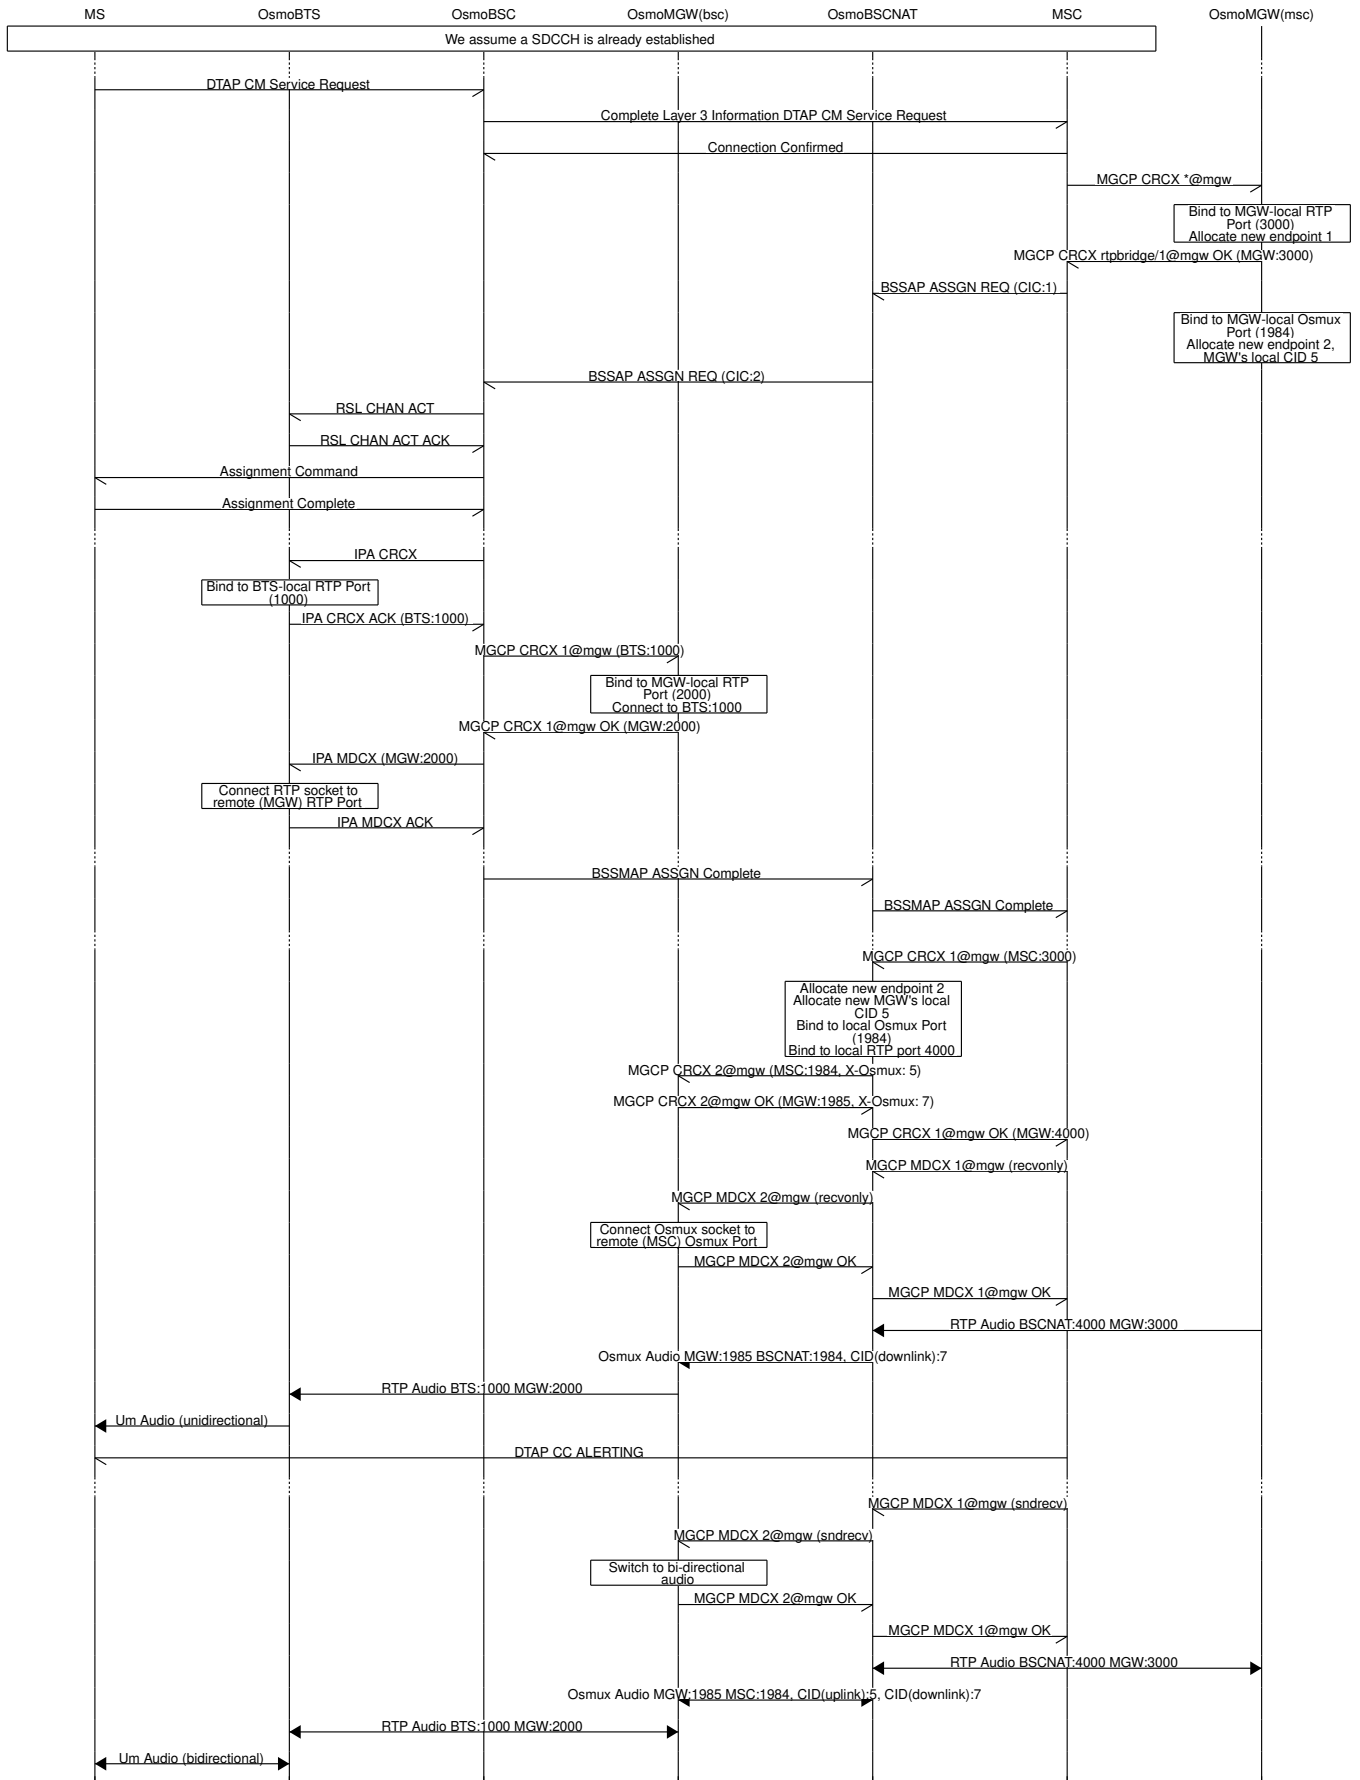 MS OsmoBTS OsmoBSC OsmoMGW(bsc) OsmoBSCNAT MSC OsmoMGW(msc)
We assume a SDCCH is already established
DTAP CM Service Request
Complete Layer 3 Information DTAP CM Service Request
Connection Confirmed
MGCP CRCX *@mgw
Bind to MGW-local RTP
Port (3000)
Allocate new endpoint 1
MGCP CRCX rtpbridge/1@mgw OK (MGW:3000)
BSSAP ASSGN REQ (CIC:1)
Bind to MGW-local Osmux
Port (1984)
Allocate new endpoint 2,
MGW's local CID 5
BSSAP ASSGN REQ (CIC:2)
RSL CHAN ACT
RSL CHAN ACT ACK
Assignment Command
Assignment Complete
IPA CRCX
Bind to BTS-local RTP Port
(1000)
IPA CRCX ACK (BTS:1000)
MGCP CRCX 1@mgw (BTS:1000)
Bind to MGW-local RTP
Port (2000)
Connect to BTS:1000
MGCP CRCX 1@mgw OK (MGW:2000)
IPA MDCX (MGW:2000)
Connect RTP socket to
remote (MGW) RTP Port
IPA MDCX ACK
BSSMAP ASSGN Complete
BSSMAP ASSGN Complete
MGCP CRCX 1@mgw (MSC:3000)
Allocate new endpoint 2
Allocate new MGW's local
CID 5
Bind to local Osmux Port
(1984)
Bind to local RTP port 4000
MGCP CRCX 2@mgw (MSC:1984, X-Osmux: 5)
MGCP CRCX 2@mgw OK (MGW:1985, X-Osmux: 7)
MGCP CRCX 1@mgw OK (MGW:4000)
MGCP MDCX 1@mgw (recvonly)
MGCP MDCX 2@mgw (recvonly)
Connect Osmux socket to
remote (MSC) Osmux Port
MGCP MDCX 2@mgw OK
MGCP MDCX 1@mgw OK
RTP Audio BSCNAT:4000 MGW:3000
Osmux Audio MGW:1985 BSCNAT:1984, CID(downlink):7
RTP Audio BTS:1000 MGW:2000
Um Audio (unidirectional)
DTAP CC ALERTING
MGCP MDCX 1@mgw (sndrecv)
MGCP MDCX 2@mgw (sndrecv)
Switch to bi-directional
audio
MGCP MDCX 2@mgw OK
MGCP MDCX 1@mgw OK
RTP Audio BSCNAT:4000 MGW:3000
Osmux Audio MGW:1985 MSC:1984, CID(uplink):5, CID(downlink):7
RTP Audio BTS:1000 MGW:2000
Um Audio (bidirectional)